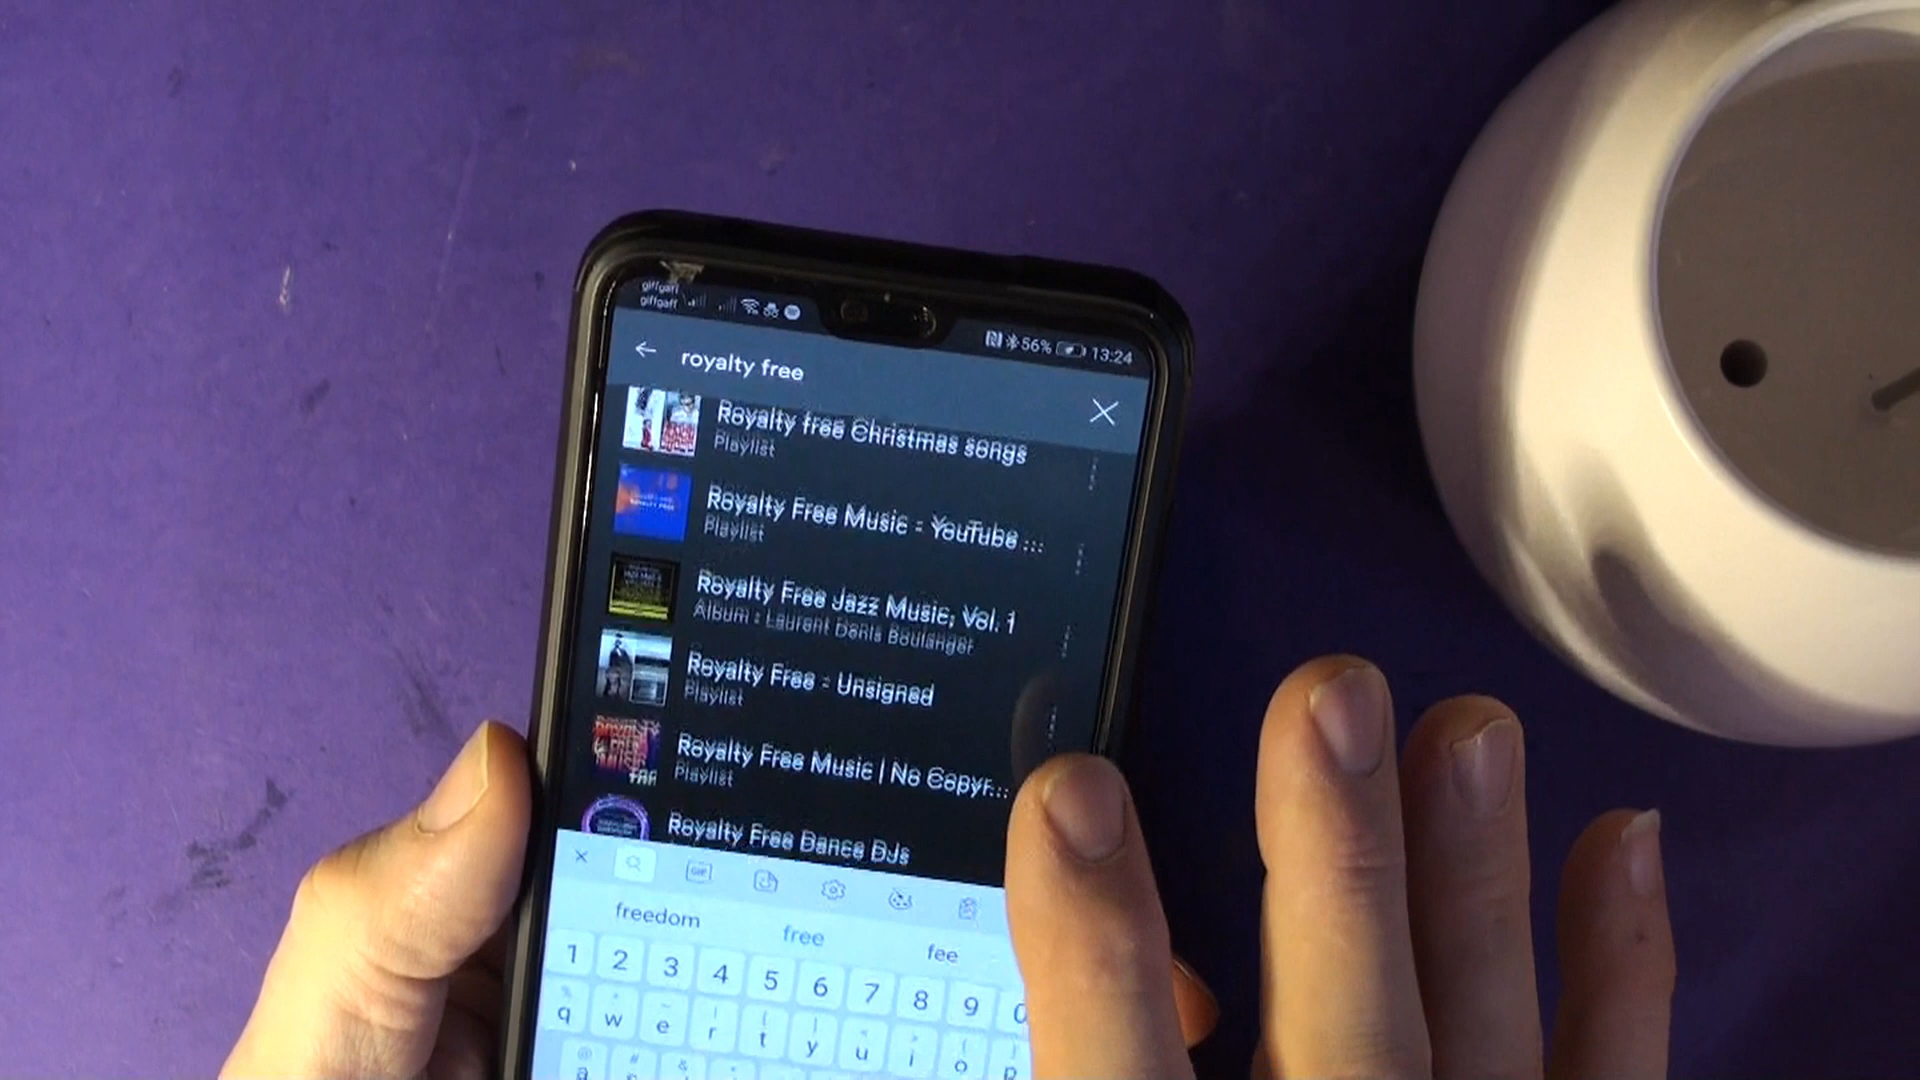 giffgaff
giffgaff
56% 13:24
royalty free
Royalty free Christmas songs
Playlist
Royalty Free Music - YouTube ...
Playlist
Royalty Free Jazz Music, Vol. 1
Album • Laurent Denis Boulanger
Royalty Free - Unsigned
Playlist
Royalty Free Music | No Copyr...
Playlist
Royalty Free Dance DJs
GIF
freedom free fee
1 2 3 4 5 6 7 8 9 0
q w e r t y u i o p
a s